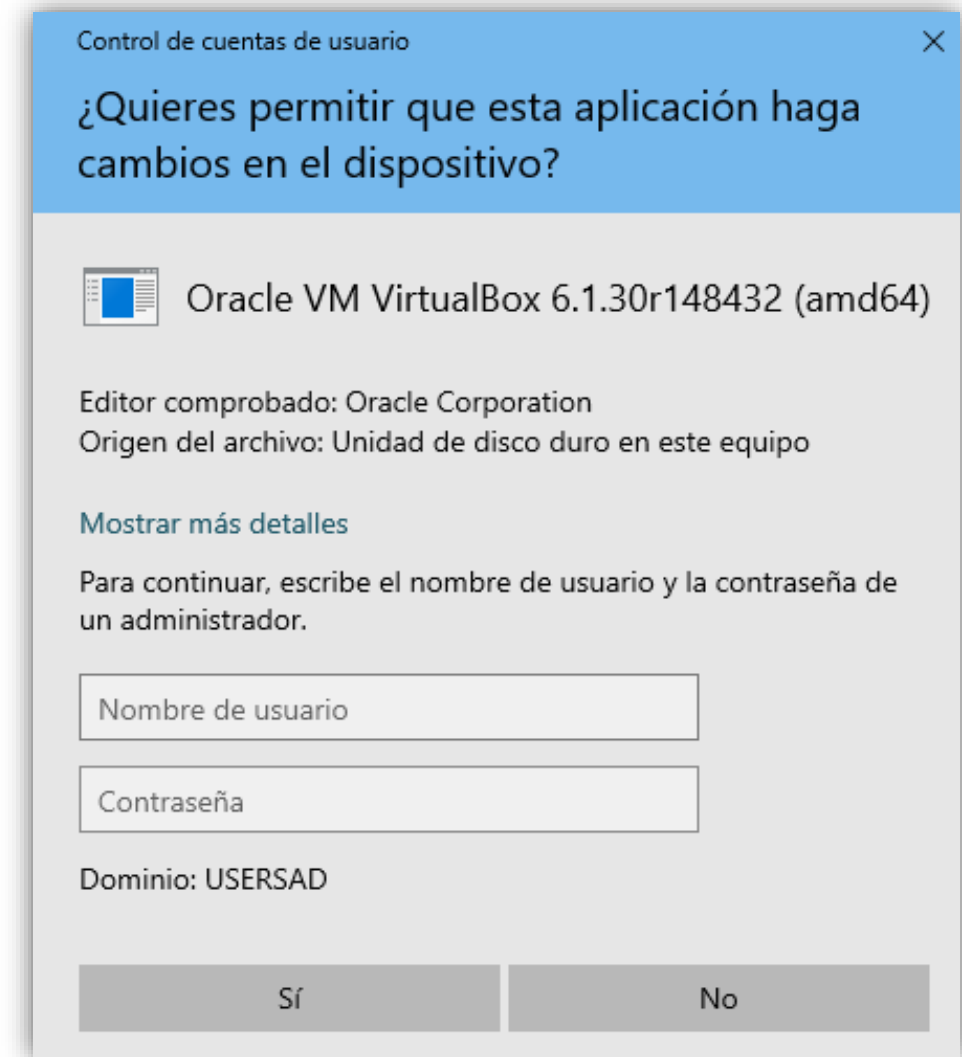 Control de cuentas de usuario
¿Quieres permitir que esta aplicación haga
cambios en el dispositivo?
Oracle VM VirtualBox 6.1.30r148432 (amd64)
Editor comprobado: Oracle Corporation
Origen del archivo: Unidad de disco duro en este equipo
Mostrar más detalles
Para continuar, escribe el nombre de usuario y la contraseña de
un administrador.
Nombre de usuario
Contraseña
Dominio: USERSAD
Sí
No